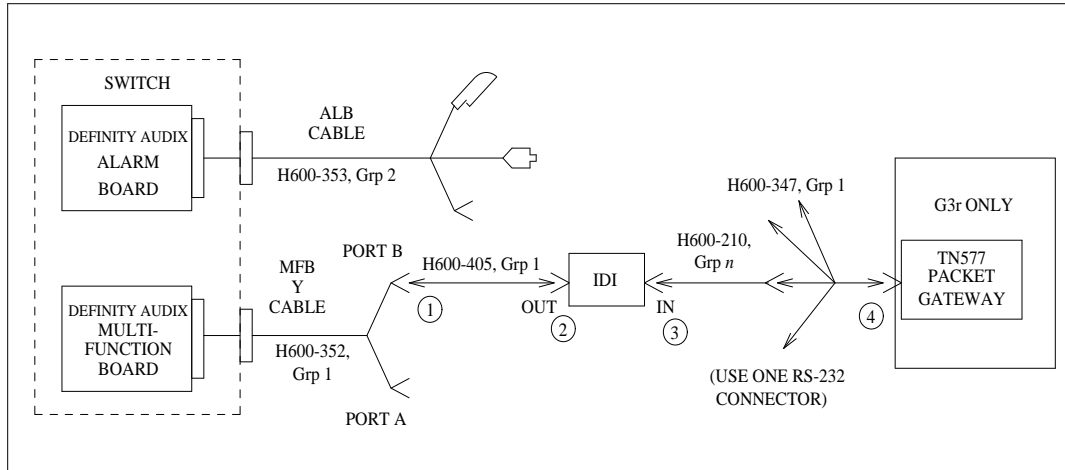 SWITCH
DEFINITY AUDIX
ALARM
BOARD
ALB
CABLE
H600-353, Grp 2
DEFINITY AUDIX
MULTI-
FUNCTION
BOARD
MFB
Y
CABLE
H600-352,
Grp 1
PORT B
PORT A
H600-405, Grp 1
1
OUT
2
IDI
IN
3
H600-210,
Grp n
H600-347, Grp 1
(USE ONE RS-232
CONNECTOR)
4
G3r ONLY
TN577
PACKET
GATEWAY